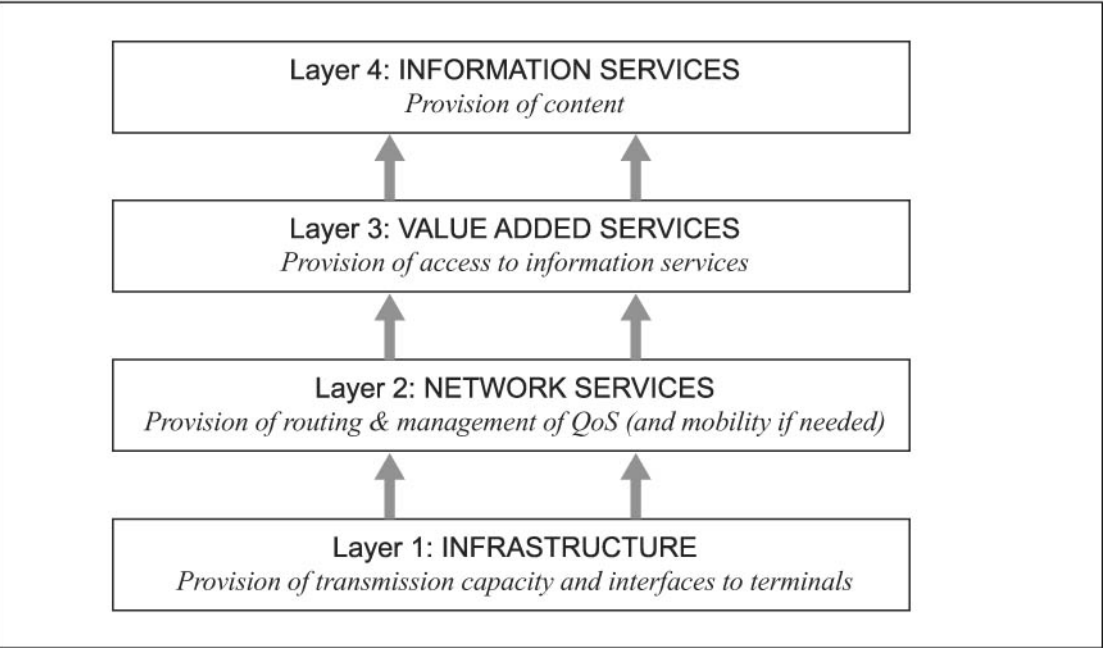 Layer 4: INFORMATION SERVICES
Provision of content
Layer 3: VALUE ADDED SERVICES
Provision of access to information services
Layer 2: NETWORK SERVICES
Provision of routing & management of QoS (and mobility if needed)
Layer 1: INFRASTRUCTURE
Provision of transmission capacity and interfaces to terminals